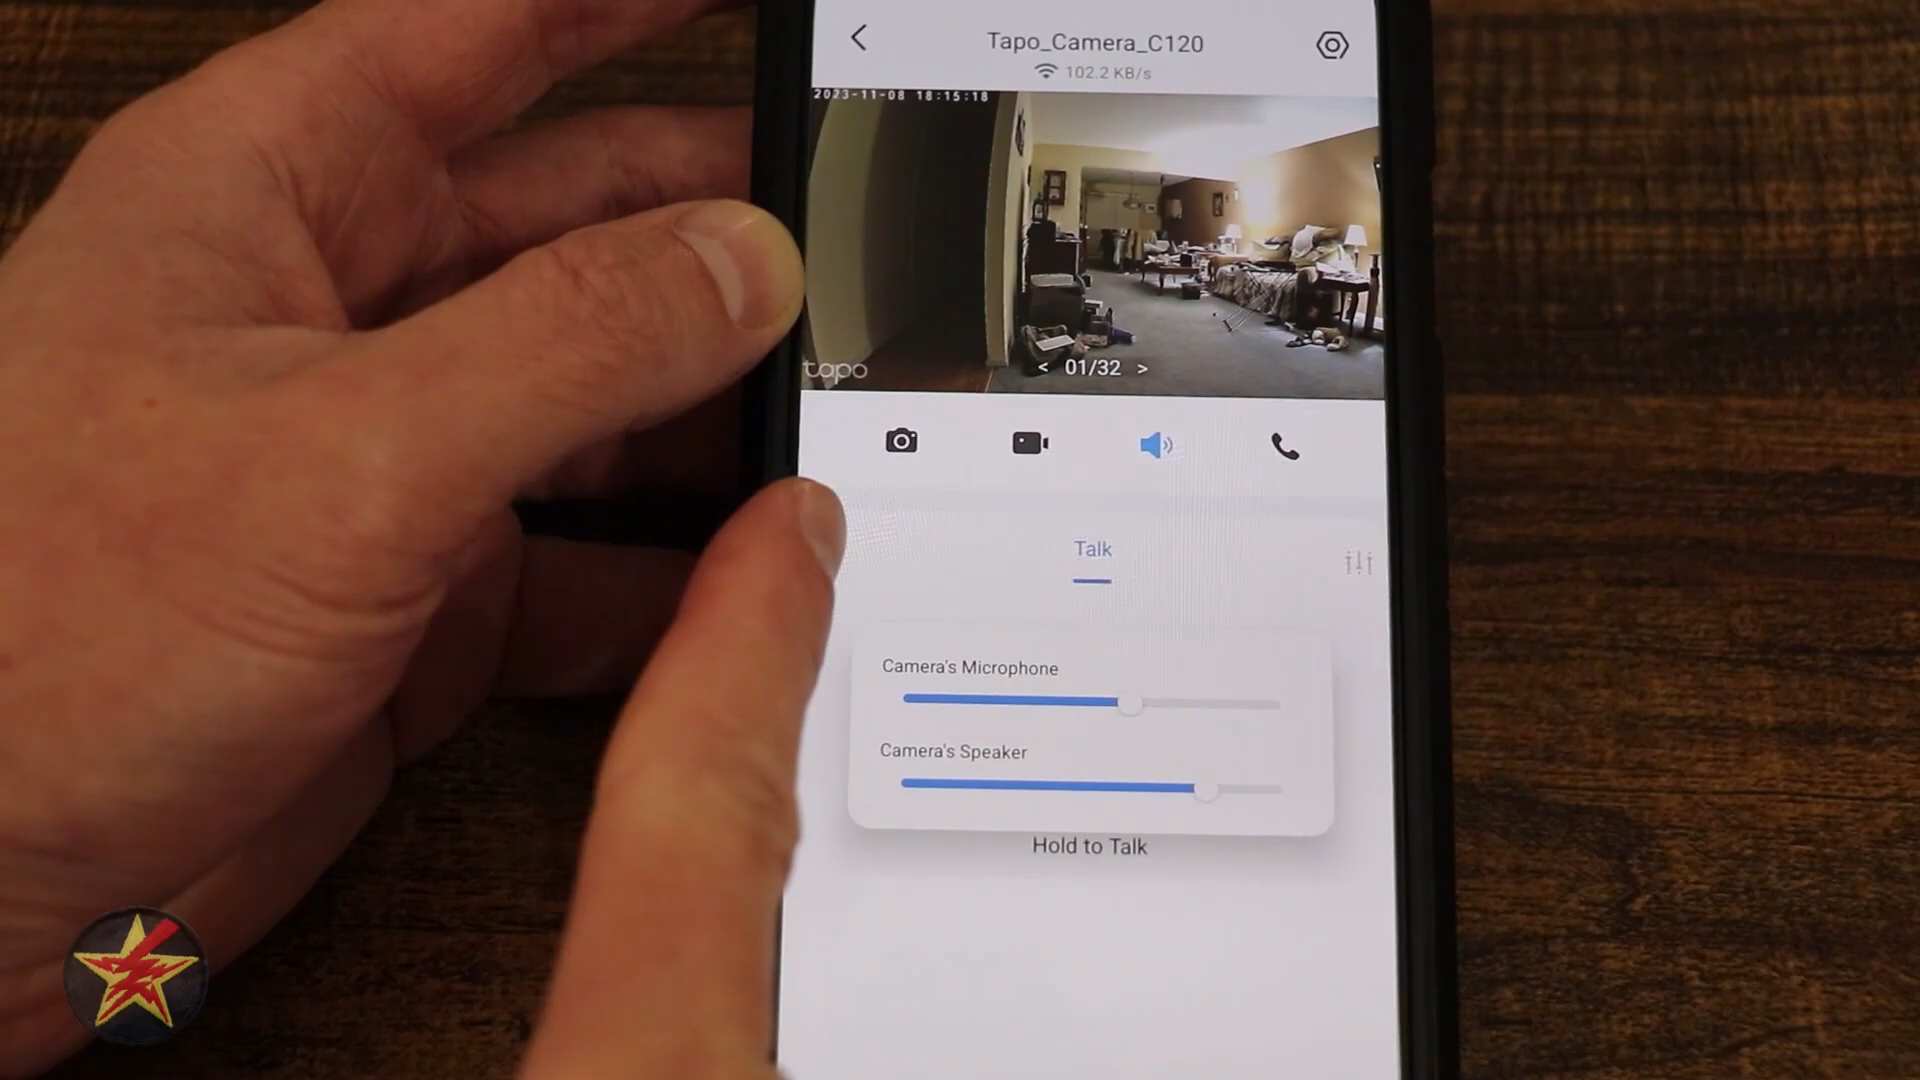 Tapo_Camera_C120
102.2 KB/s
2023-11-08 18:15:18
tapo
< 01/32 >
Talk
Camera's Microphone
Camera's Speaker
Hold to Talk